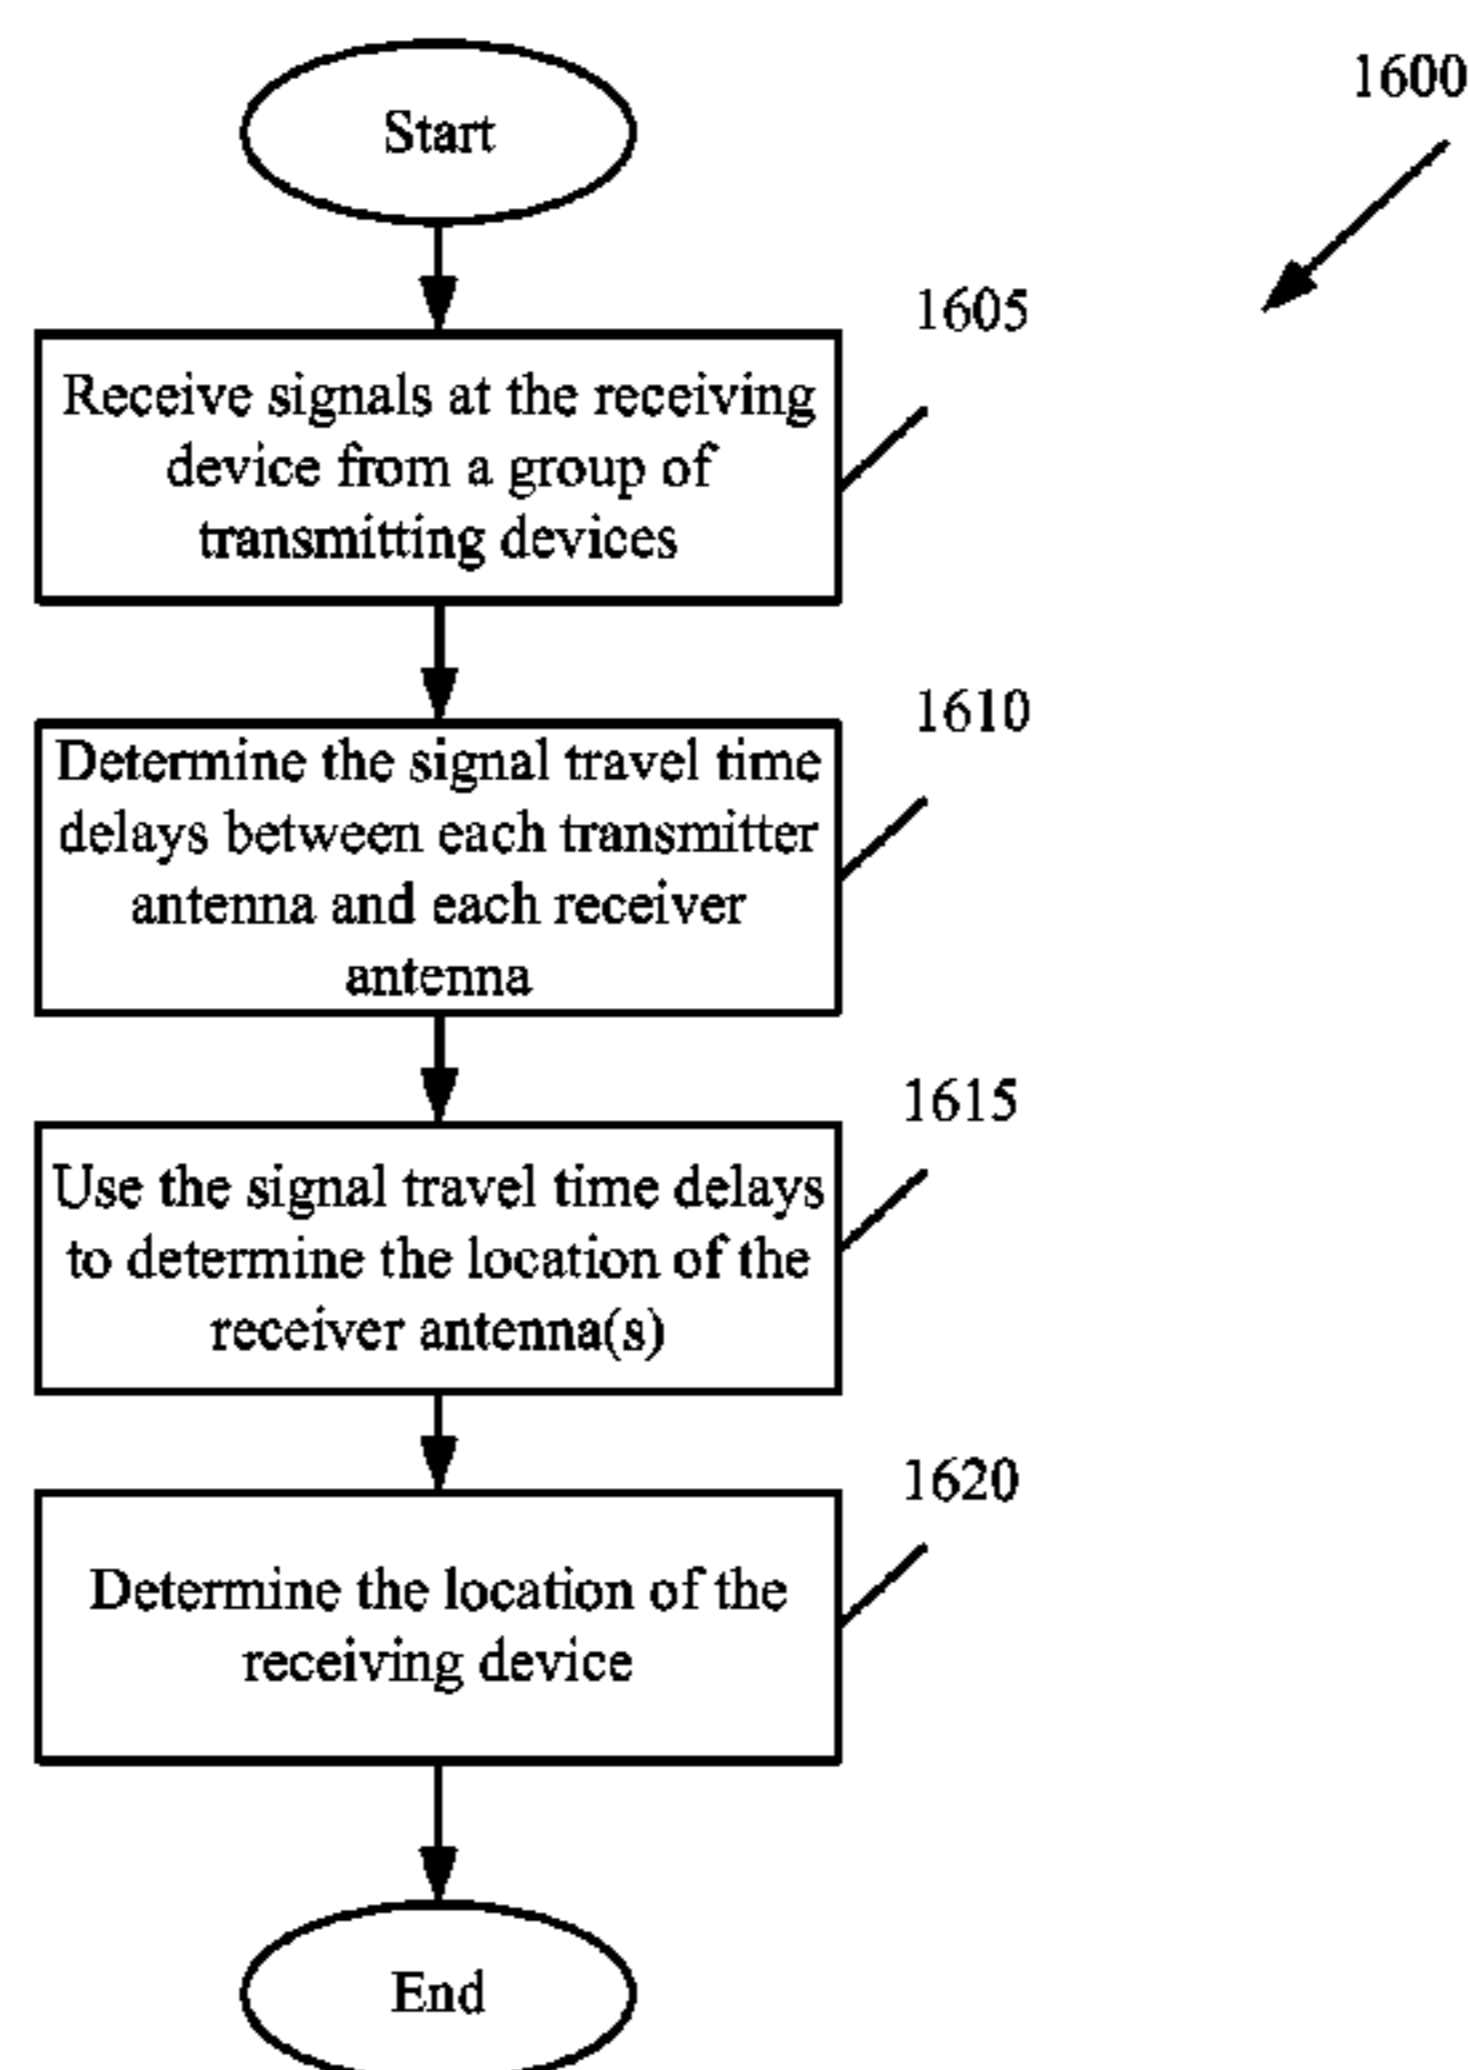 Start
1600
1605
Receive signals at the receiving
device from a group of
transmitting devices
1610
Determine the signal travel time
delays between each transmitter
antenna and each receiver
antenna
1615
Use the signal travel time delays
to determine the location of the
receiver antenna(s)
1620
Determine the location of the
receiving device
End